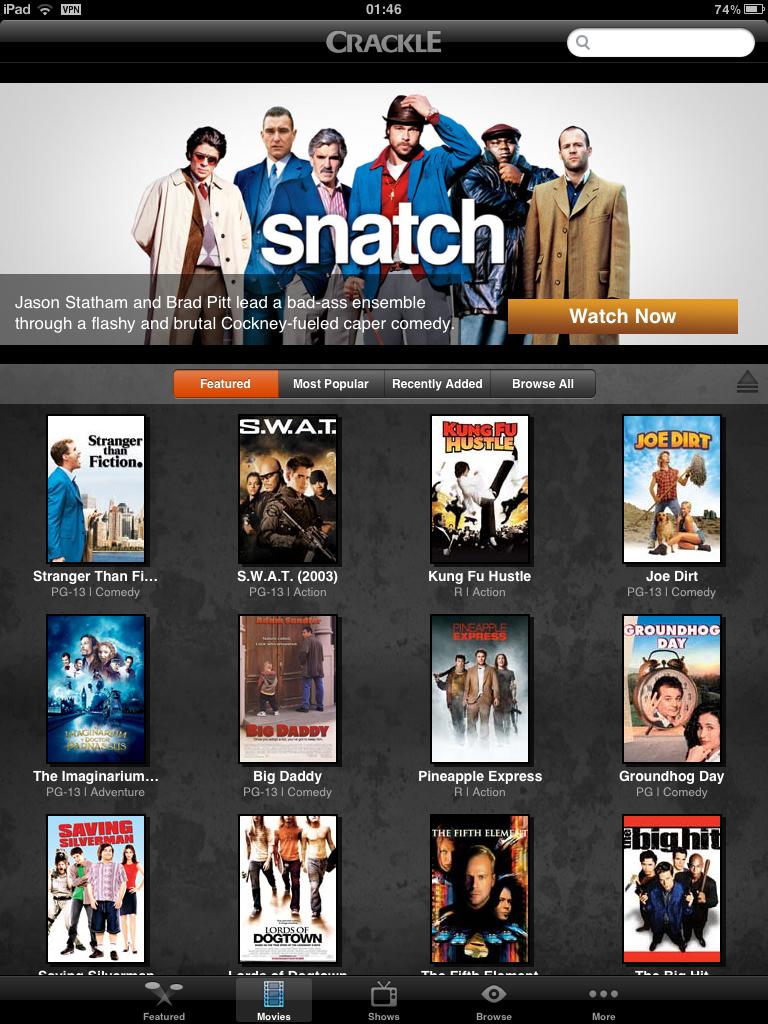 iPad VPN 01:46 74%
CRACKLE
snatch
Jason Statham and Brad Pitt lead a bad-ass ensemble
through a flashy and brutal Cockney-fueled caper comedy.
Watch Now
Featured Most Popular Recently Added Browse All
Stranger
than
Fiction.
S.W.A.T.
KUNG FU
HUSTLE
JOE DIRT
Stranger Than Fi... S.W.A.T. (2003) Kung Fu Hustle Joe Dirt
PG-13 | Comedy PG-13 | Action R | Action PG-13 | Comedy
IMAGINARIUM
DOCTOR
PARNASSUS
Adam Sandler
BIG DADDY
PINEAPPLE
EXPRESS
GROUNDHOG
DAY
The Imaginarium... Big Daddy Pineapple Express Groundhog Day
PG-13 | Adventure PG-13 | Comedy R | Action PG | Comedy
SAVING
SILVERMAN
LORDS OF
DOGTOWN
THE FIFTH ELEMENT
the big hit
Saving Silverman Lords of Dogtown The Fifth Element The Big Hit
Featured Movies Shows Browse More